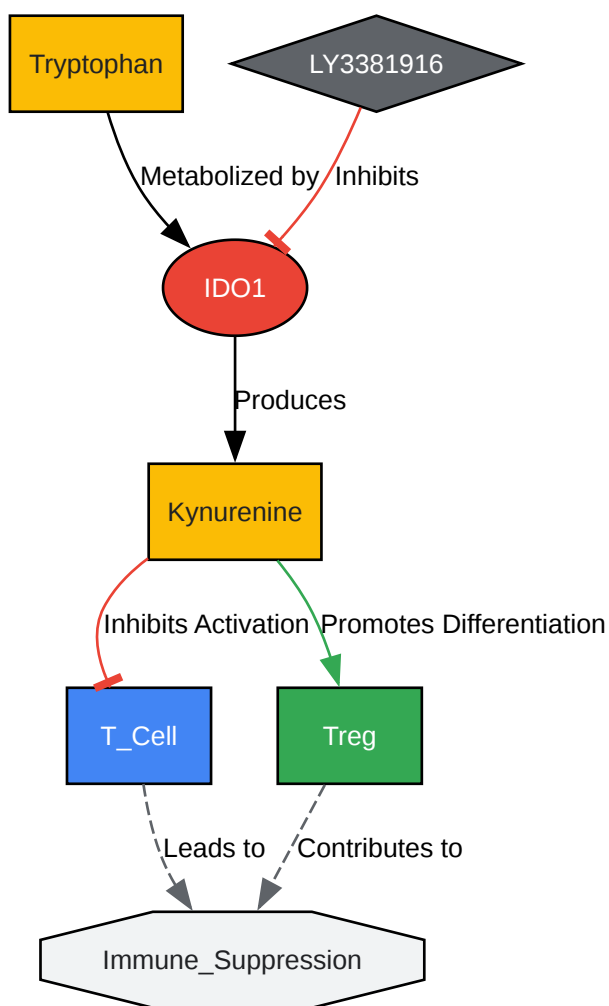 Tryptophan
LY3381916
Metabolized by
Inhibits
IDO1
Produces
Kynurenine
Inhibits Activation
Promotes Differentiation
T_Cell
Treg
Leads to
Contributes to
Immune_Suppression